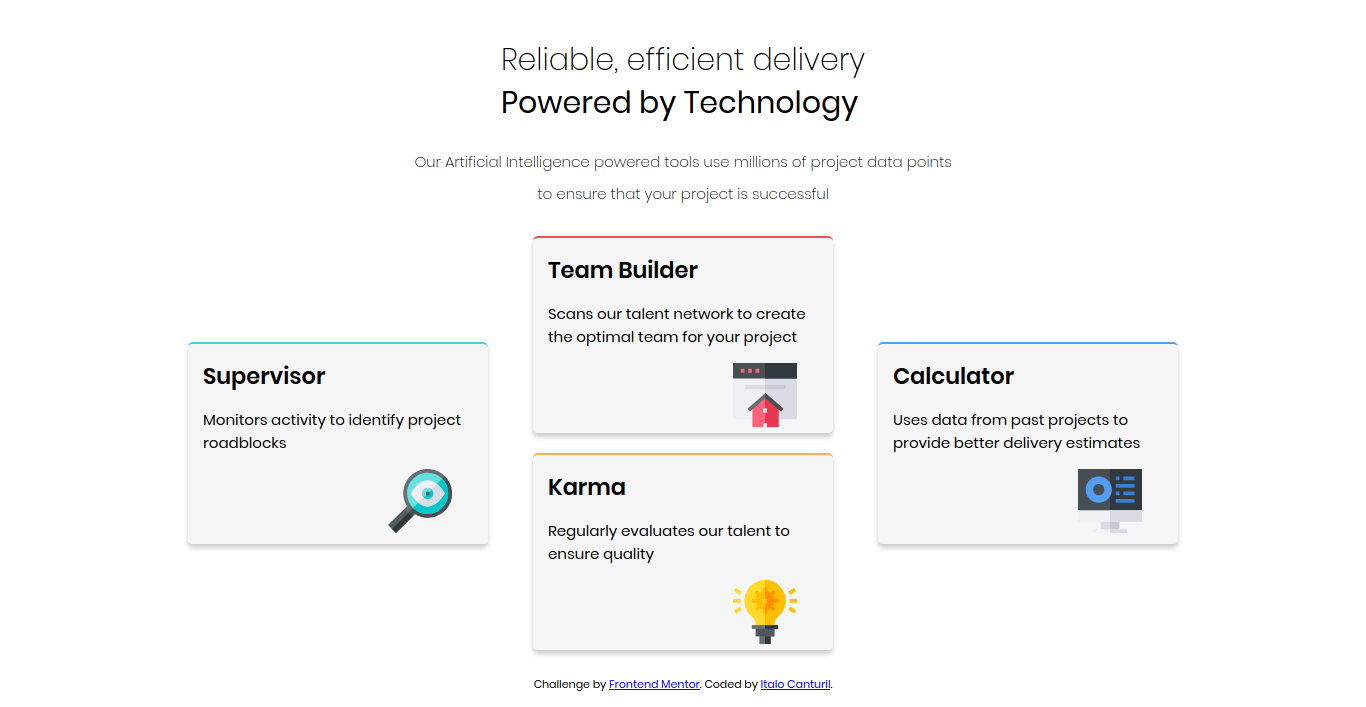 Reliable, efficient delivery
Powered by Technology
Our Artificial Intelligence powered tools use millions of project data points
to ensure that your project is successful
Supervisor
Monitors activity to identify project
roadblocks
Team Builder
Scans our talent network to create
the optimal team for your project
Karma
Regularly evaluates our talent to
ensure quality
Calculator
Uses data from past projects to
provide better delivery estimates
Challenge by Frontend Mentor. Coded by Italo Canturil.